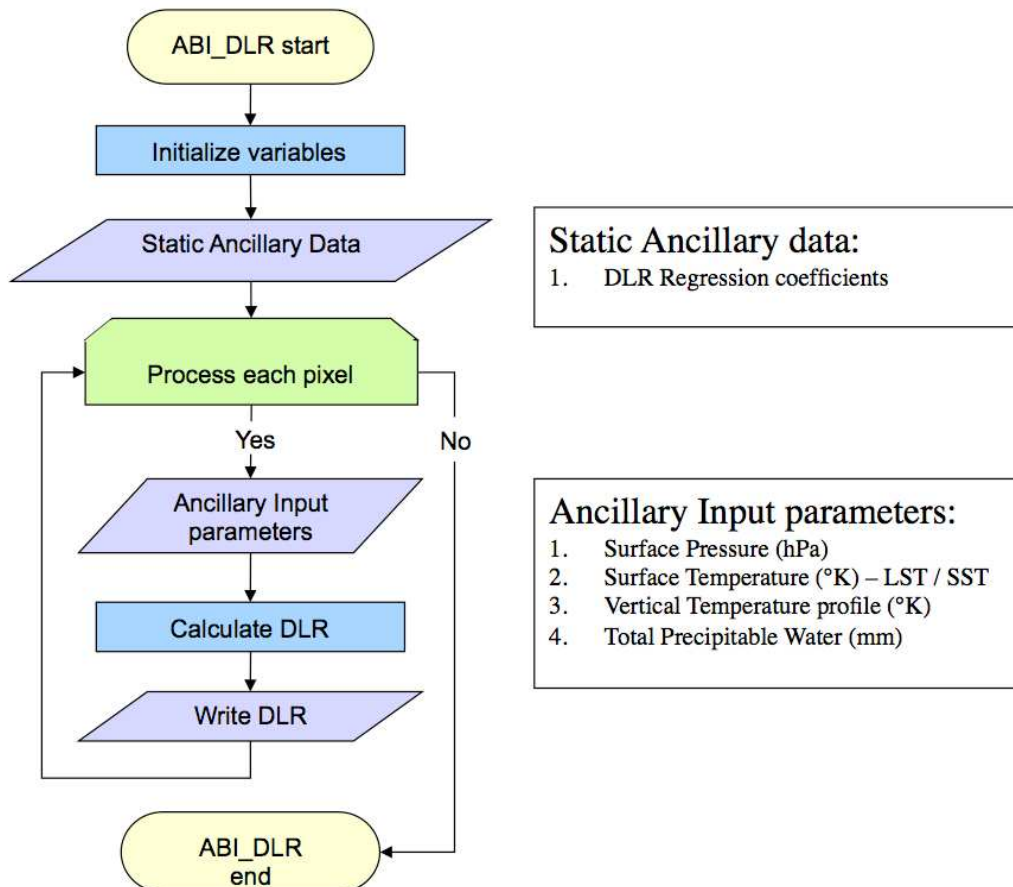 ABI_DLR start
Initialize variables
Static Ancillary Data
Static Ancillary data:
1. DLR Regression coefficients
Process each pixel
Yes
No
Ancillary Input
parameters
Ancillary Input parameters:
1. Surface Pressure (hPa)
2. Surface Temperature (°K) – LST / SST
3. Vertical Temperature profile (°K)
4. Total Precipitable Water (mm)
Calculate DLR
Write DLR
ABI_DLR
end